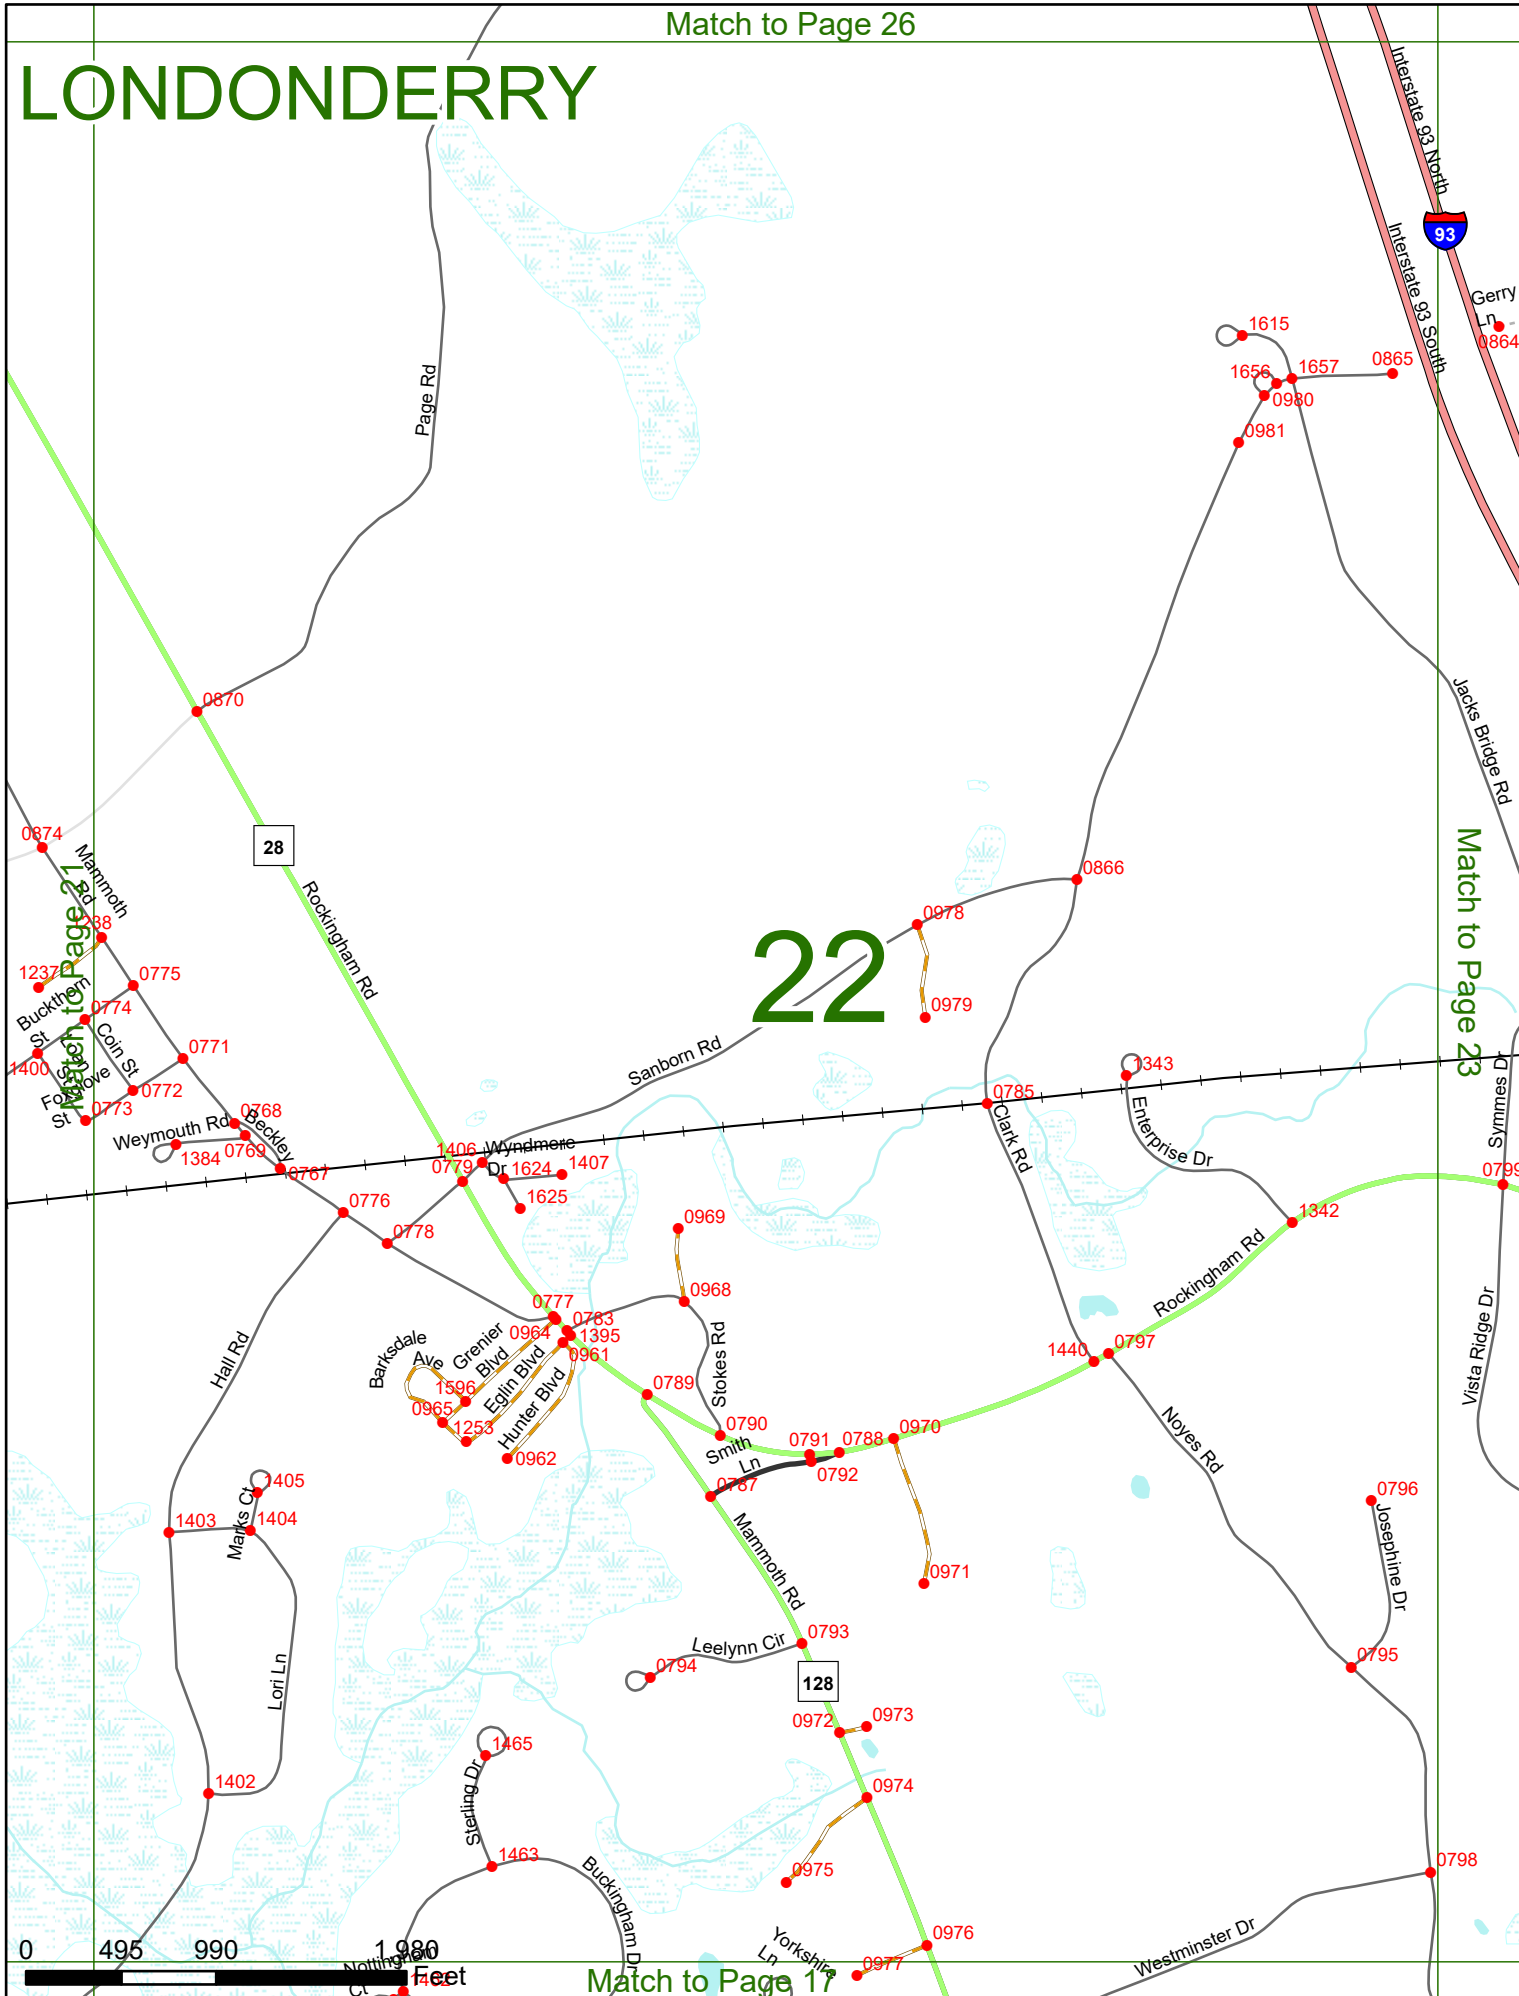 Match to Page 26
LONDONDERRY
Interstate 93 North
93
Interstate 93 South
Gerry
Ln
0864
1615
1656
1657
0865
0980
0981
Page Rd
0870
Jacks Bridge Rd
0874
Mammoth
Rd
28
Rockingham Rd
Match to Page 21
Match to Page 23
0866
0978
22
1238
1237
0775
Buckthorn
St
0774
0979
Coin St
Loan
St
1400
0771
0772
Foxglove
St
0773
Sanborn Rd
1343
0785
Clark Rd
Enterprise Dr
Symmes Dr
0768
Beckley
Weymouth Rd
0769
1384
0767
1406
Wyndmere
Dr
0779
1624
1407
1625
0799
0776
0778
0969
1342
0968
Rockingham Rd
0777
0783
0964
1395
0961
Barksdale
Ave
Grenier
Blvd
Eglin Blvd
Hunter Blvd
Stokes Rd
Hall Rd
0797
1440
Vista Ridge Dr
1596
0965
1253
0962
0789
0790
Smith
Ln
0791
0788
0970
0792
0787
Noyes Rd
1405
Marks Ct
1403
1404
0796
Josephine Dr
Mammoth Rd
0971
0793
Leelynn Cir
0794
0795
128
Lori Ln
0972
0973
1465
Sterling Dr
1402
0974
1463
Buckingham Dr
0975
0798
0976
Yorkshire
Ln
0977
Westminster Dr
0 495 990 1,980
Feet
Nottingham
Ct
Match to Page 17